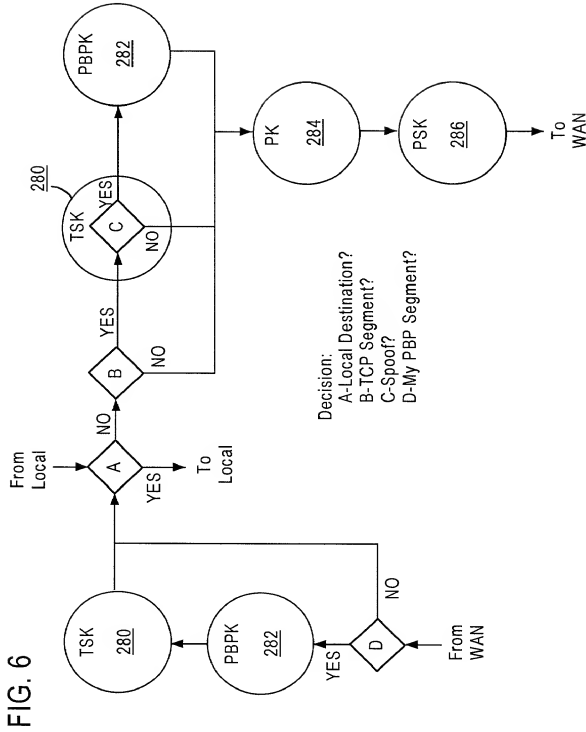 FIG. 6
TSK
280
PBPK
282
YES
D
NO
From
WAN
From
Local
A
NO
YES
To
Local
B
YES
NO
280
TSK
C
YES
NO
PBPK
282
PK
284
PSK
286
To
WAN
Decision:
A-Local Destination?
B-TCP Segment?
C-Spoof?
D-My PBP Segment?